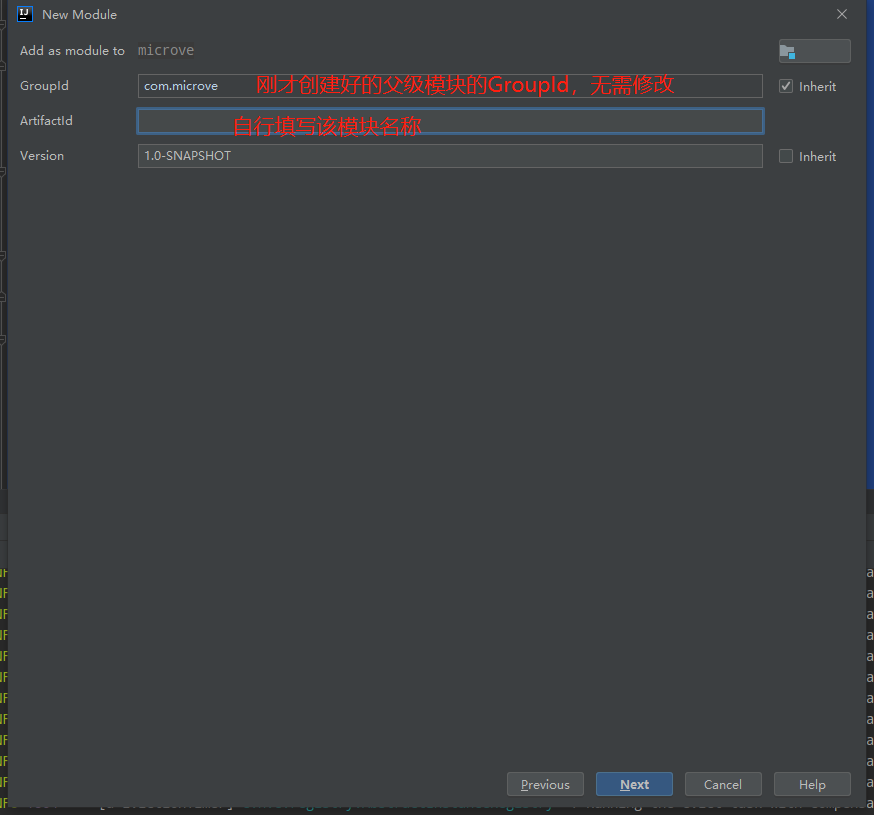 New Module
Add as module to microve
GroupId com.microve 刚才创建好的父级模块的GroupId，无需修改 Inherit
ArtifactId 自行填写该模块名称
Version 1.0-SNAPSHOT Inherit
Previous Next Cancel Help